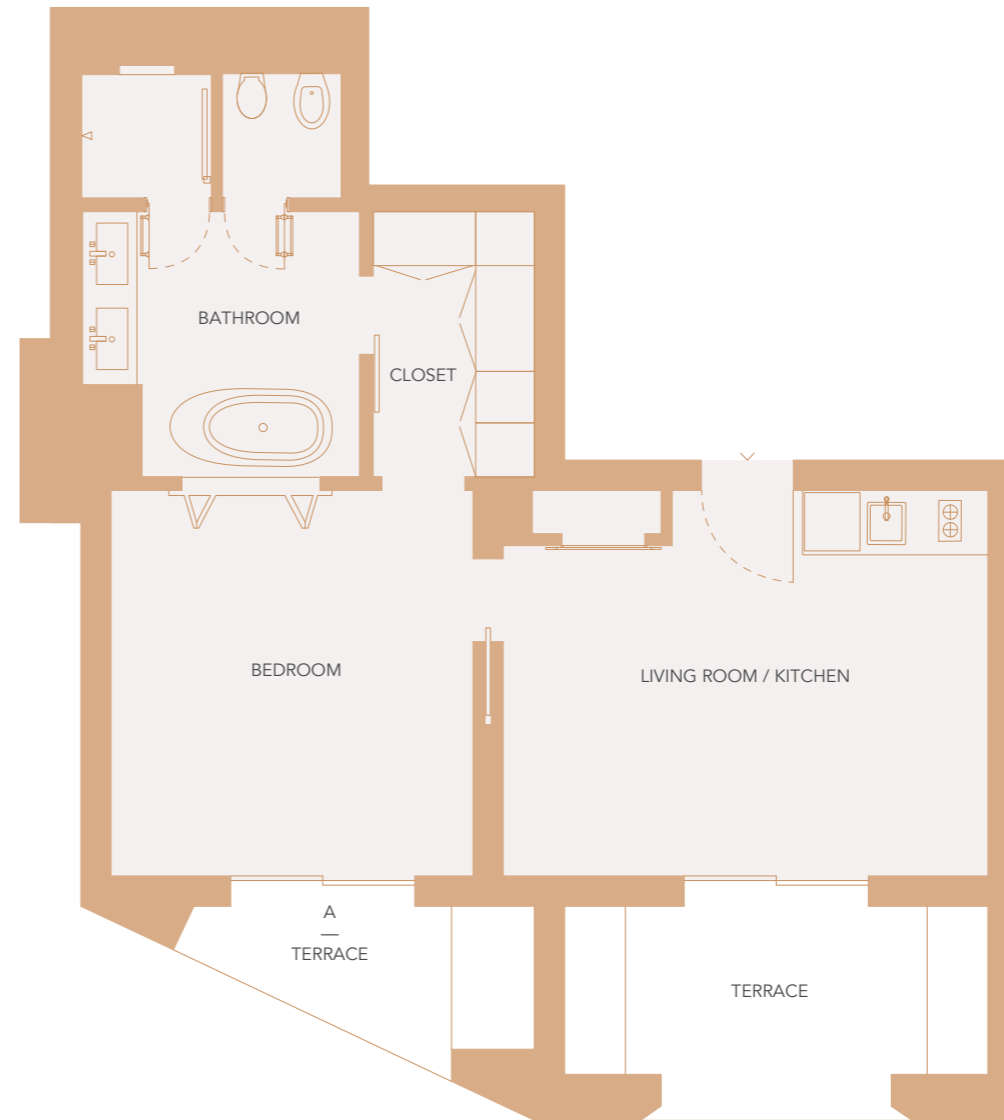 BATHROOM
CLOSET
BEDROOM
LIVING ROOM / KITCHEN
A
TERRACE
TERRACE